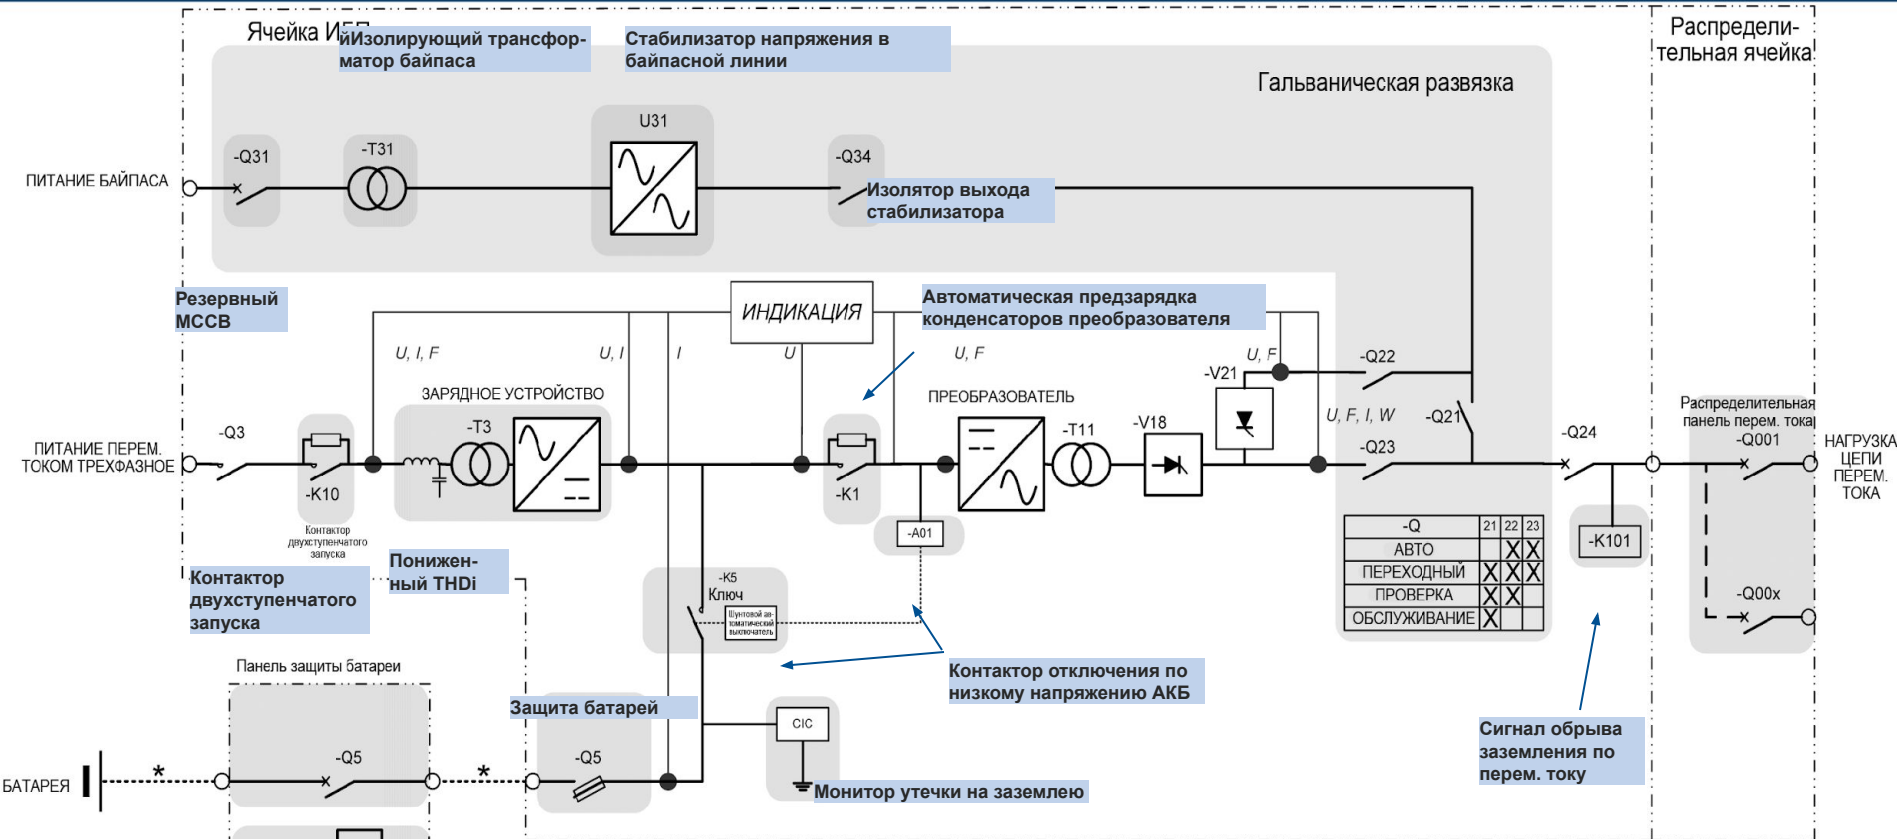 Ячейка И
йИзолирующий трансфор-
матор байпаса
Стабилизатор напряжения в
байпасной линии
Распредели-
тельная ячейка
Гальваническая развязка
U31
-Q31
-T31
-Q34
ПИТАНИЕ БАЙПАСА
Изолятор выхода
стабилизатора
Резервный
МССВ
ИНДИКАЦИЯ
Автоматическая предзарядка
конденсаторов преобразователя
U, I, F
U, I
I
U
U, F
U, F
-Q22
-V21
ЗАРЯДНОЕ УСТРОЙСТВО
ПРЕОБРАЗОВАТЕЛЬ
U, F, I, W
-Q21
Распределительная
панель перем. тока
-Q001
-Q3
-T3
-T11
-V18
-Q23
-Q24
ПИТАНИЕ ПЕРЕМ.
ТОКОМ ТРЕХФАЗНОЕ
НАГРУЗКА
ЦЕПИ
ПЕРЕМ.
ТОКА
-K10
-K1
Контактор
двухступенчатого
запуска
-A01
-Q 21 22 23
АВТО X X
ПЕРЕХОДНЫЙ X X X
ПРОВЕРКА X X
ОБСЛУЖИВАНИЕ X
-K101
Понижен-
ный THDi
Контактор
двухступенчатого
запуска
-K5
Ключ
Шунтовой ав-
томатический
выключатель
-Q00x
Панель защиты батареи
Контактор отключения по
низкому напряжению АКБ
Защита батарей
CIC
Сигнал обрыва
заземления по
перем. току
-Q5
-Q5
БАТАРЕЯ
*
*
Монитор утечки на заземлею